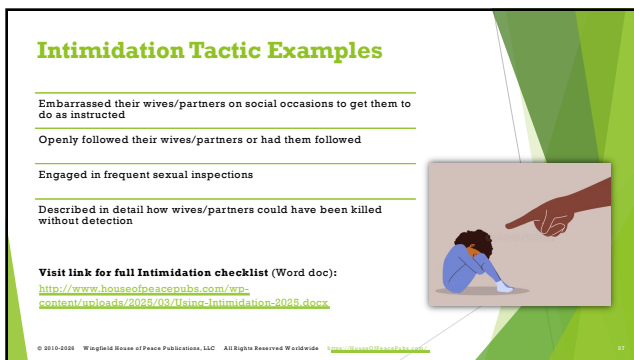 Intimidation Tactic Examples
Embarrassed their wives/partners on social occasions to get them to
do as instructed
Openly followed their wives/partners or had them followed
Engaged in frequent sexual inspections
Described in detail how wives/partners could have been killed
without detection
Visit link for full Intimidation checklist (Word doc):
http://www.houseofpeacepubs.com/wp-
content/uploads/2025/03/Using-Intimidation-2025.docx
© 2010-2026 Wingfield House of Peace Publications, LLC All Rights Reserved Worldwide https://HouseOfPeacePubs.com/